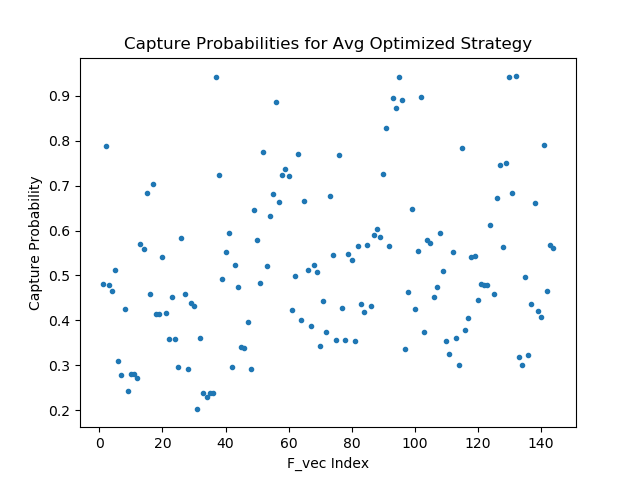 Capture Probabilities for Avg Optimized Strategy
Capture Probability
0.9
0.8
0.7
0.6
0.5
0.4
0.3
0.2
0 20 40 60 80 100 120 140
F_vec Index